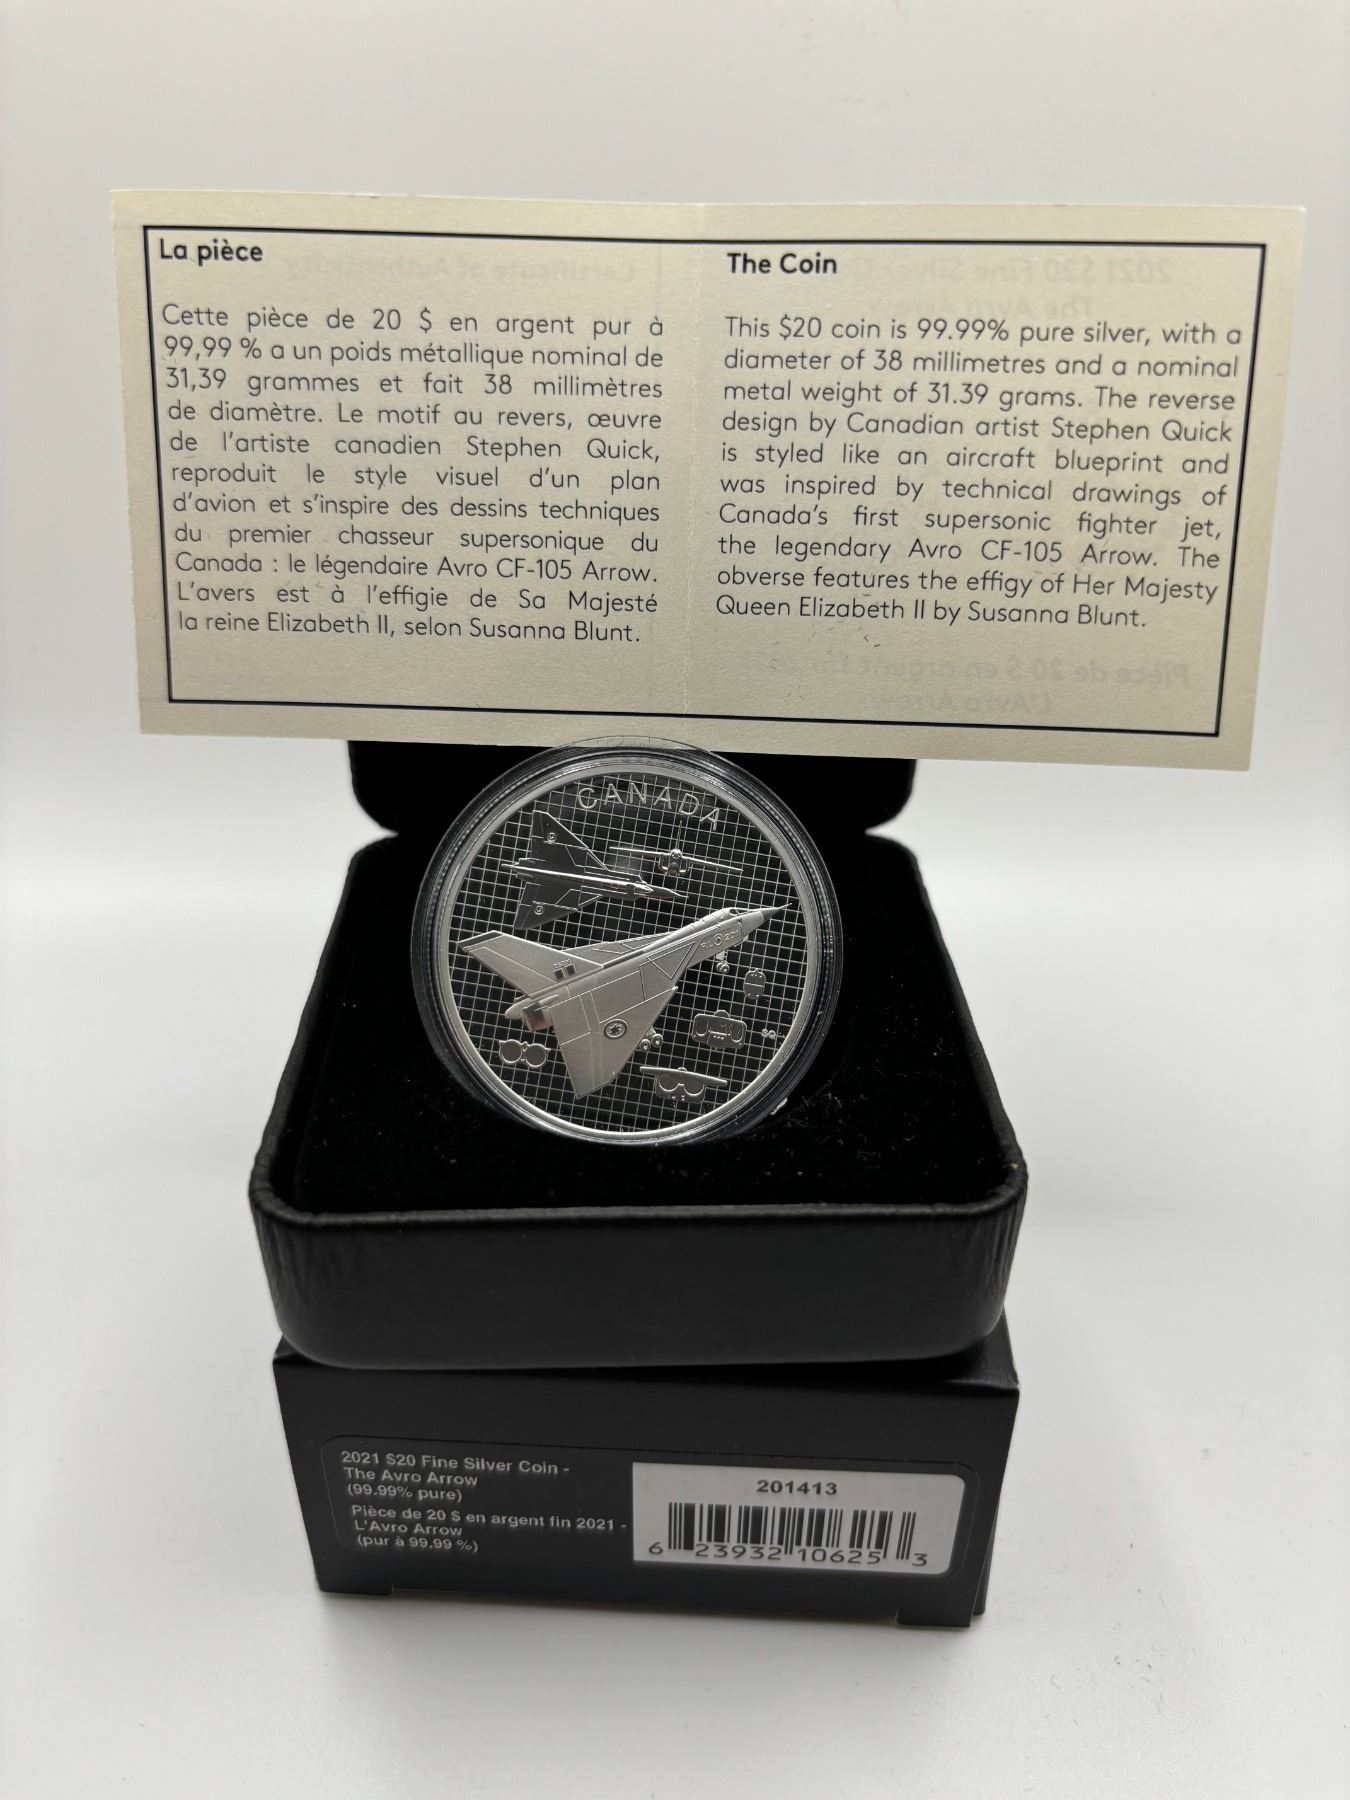 La pièce
Cette pièce de 20 $ en argent pur à
99,99 % a un poids métallique nominal de
31,39 grammes et fait 38 millimètres
de diamètre. Le motif au revers, œuvre
de l'artiste canadien Stephen Quick,
reproduit le style visuel d'un plan
d'avion et s'inspire des dessins techniques
du premier chasseur supersonique du
Canada : le légendaire Avro CF-105 Arrow.
L'avers est à l'effigie de Sa Majesté
la reine Elizabeth II, selon Susanna Blunt.
The Coin
This $20 coin is 99.99% pure silver, with a
diameter of 38 millimetres and a nominal
metal weight of 31.39 grams. The reverse
design by Canadian artist Stephen Quick
is styled like an aircraft blueprint and
was inspired by technical drawings of
Canada's first supersonic fighter jet,
the legendary Avro CF-105 Arrow. The
obverse features the effigy of Her Majesty
Queen Elizabeth II by Susanna Blunt.
CANADA
RL 201
SQ
2021 $20 Fine Silver Coin -
The Avro Arrow
(99.99% pure)
Pièce de 20 $ en argent fin 2021 -
L'Avro Arrow
(pur à 99.99 %)
201413
6 23932 10625 3